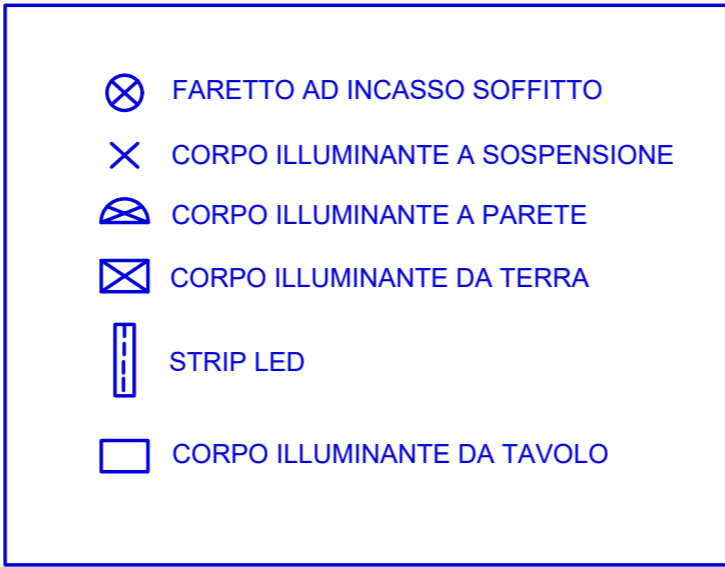 FARETTO AD INCASSO SOFFITTO
CORPO ILLUMINANTE A SOSPENSIONE
CORPO ILLUMINANTE A PARETE
CORPO ILLUMINANTE DA TERRA
STRIP LED
CORPO ILLUMINANTE DA TAVOLO